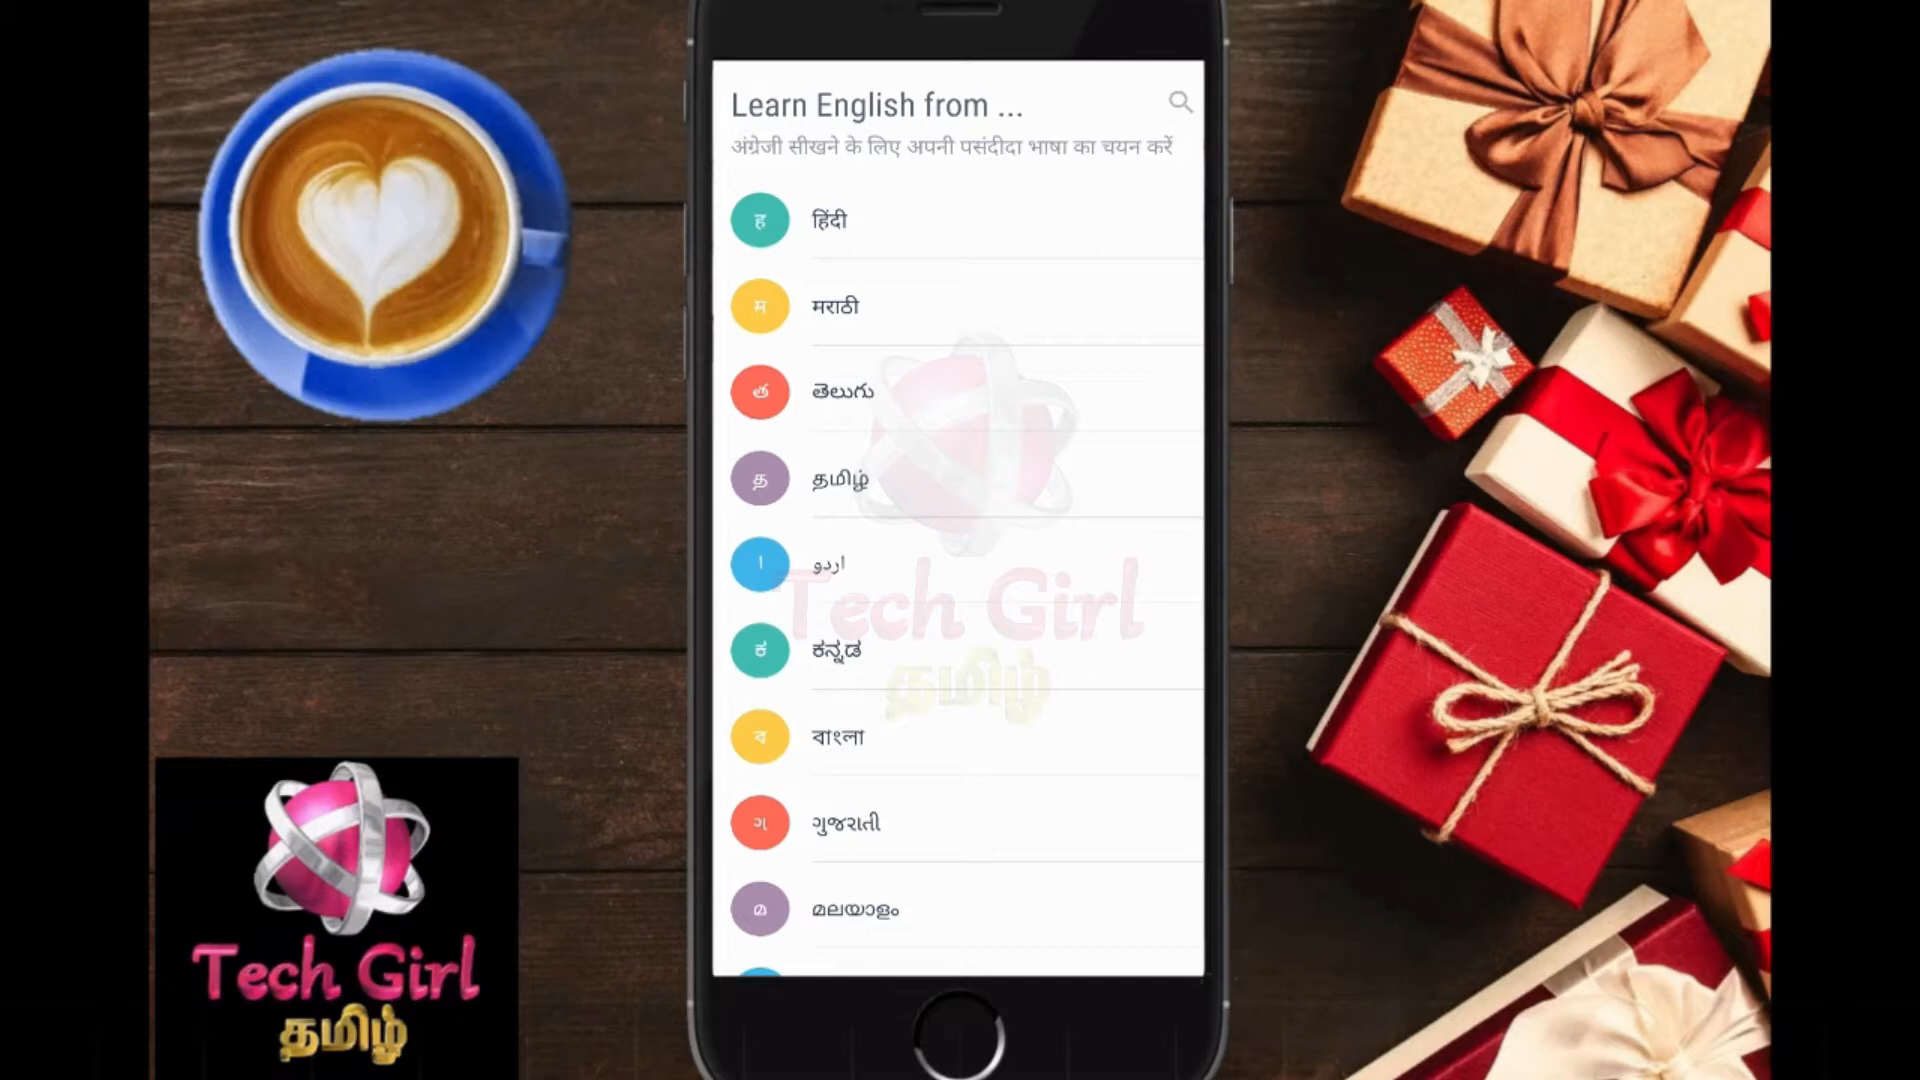 Learn English from ...
अंग्रेजी सीखने के लिए अपनी पसंदीदा भाषा का चयन करें
ह हिंदी
म मराठी
త తెలుగు
த தமிழ்
ا اردو
ಕ ಕನ್ನಡ
ব বাংলা
ગ ગુજરાતી
മ മലയാളം
Tech Girl
தமிழ்
Tech Girl
தமிழ்